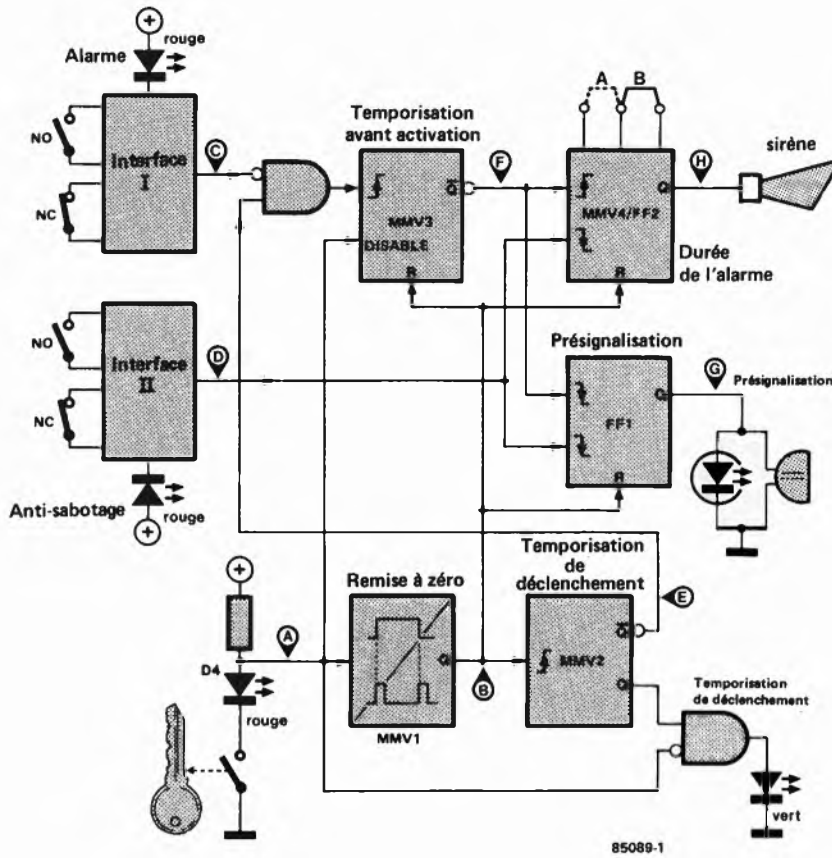 Alarme
rouge
NO
NC
Interface
I
C
Temporisation
avant activation
MMV3
DISABLE
Q
R
F
A
B
MMV4/FF2
Q
R
H
sirène
Durée
de l'alarme
NO
NC
Interface
II
D
Anti-sabotage
rouge
Présignalisation
FF1
Q
R
G
Présignalisation
D4
rouge
A
Remise à zéro
Q
MMV1
B
Temporisation
de
déclenchement
MMV2
Q
Q
E
Temporisation
de déclenchement
vert
85089-1